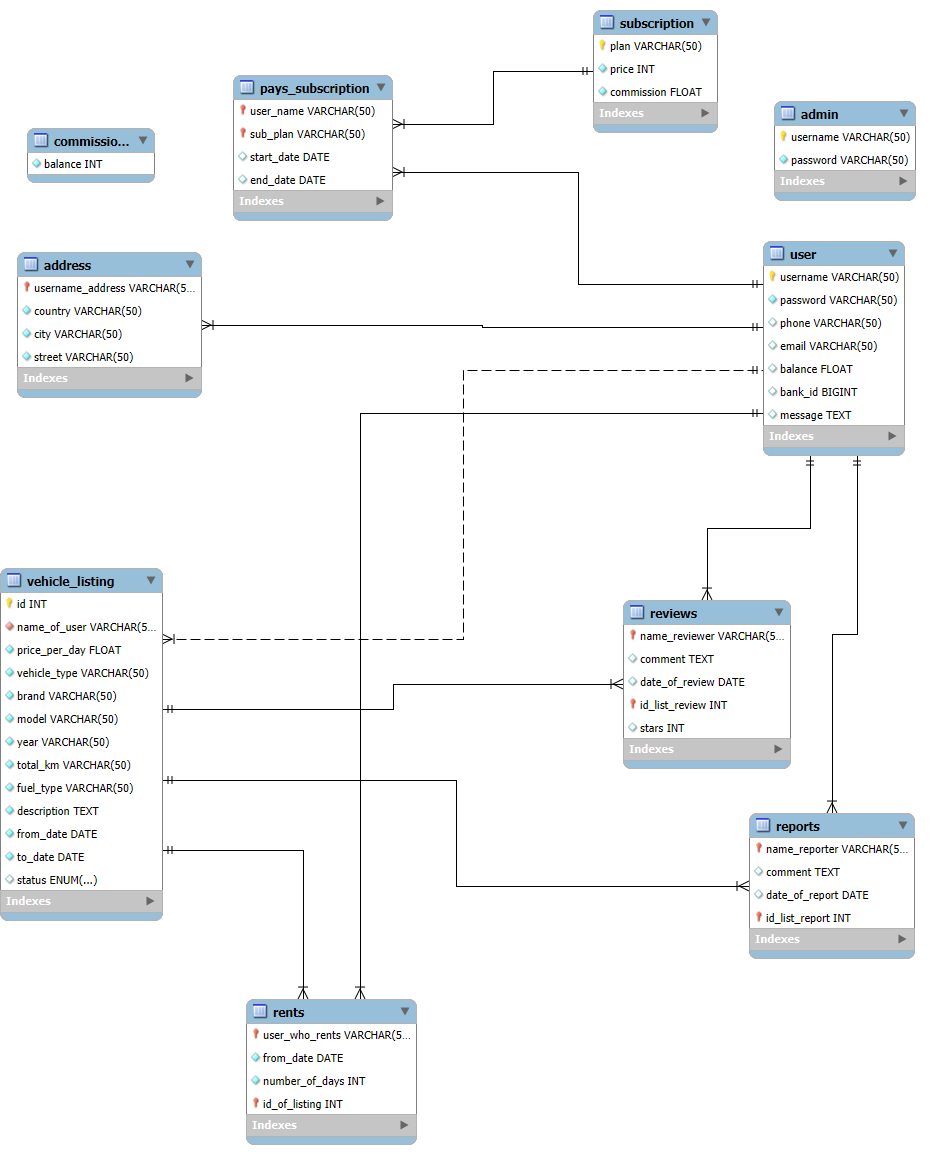 subscription
plan VARCHAR(50)
price INT
commission FLOAT
Indexes
pays_subscription
user_name VARCHAR(50)
sub_plan VARCHAR(50)
start_date DATE
end_date DATE
Indexes
admin
username VARCHAR(50)
password VARCHAR(50)
Indexes
commissio...
balance INT
address
username_address VARCHAR(5...
country VARCHAR(50)
city VARCHAR(50)
street VARCHAR(50)
Indexes
user
username VARCHAR(50)
password VARCHAR(50)
phone VARCHAR(50)
email VARCHAR(50)
balance FLOAT
bank_id BIGINT
message TEXT
Indexes
vehicle_listing
id INT
name_of_user VARCHAR(5...
price_per_day FLOAT
vehicle_type VARCHAR(50)
brand VARCHAR(50)
model VARCHAR(50)
year VARCHAR(50)
total_km VARCHAR(50)
fuel_type VARCHAR(50)
description TEXT
from_date DATE
to_date DATE
status ENUM(...)
Indexes
reviews
name_reviewer VARCHAR(5...
comment TEXT
date_of_review DATE
id_list_review INT
stars INT
Indexes
reports
name_reporter VARCHAR(5...
comment TEXT
date_of_report DATE
id_list_report INT
Indexes
rents
user_who_rents VARCHAR(5...
from_date DATE
number_of_days INT
id_of_listing INT
Indexes